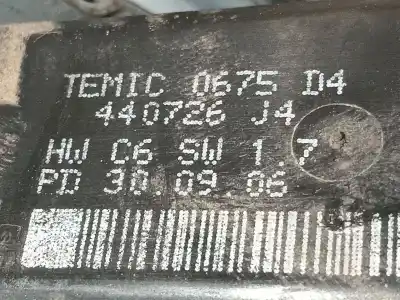 TEMIC 0675 D4
440726 J4
HW C6 SW 1.7
PD 30.09.06